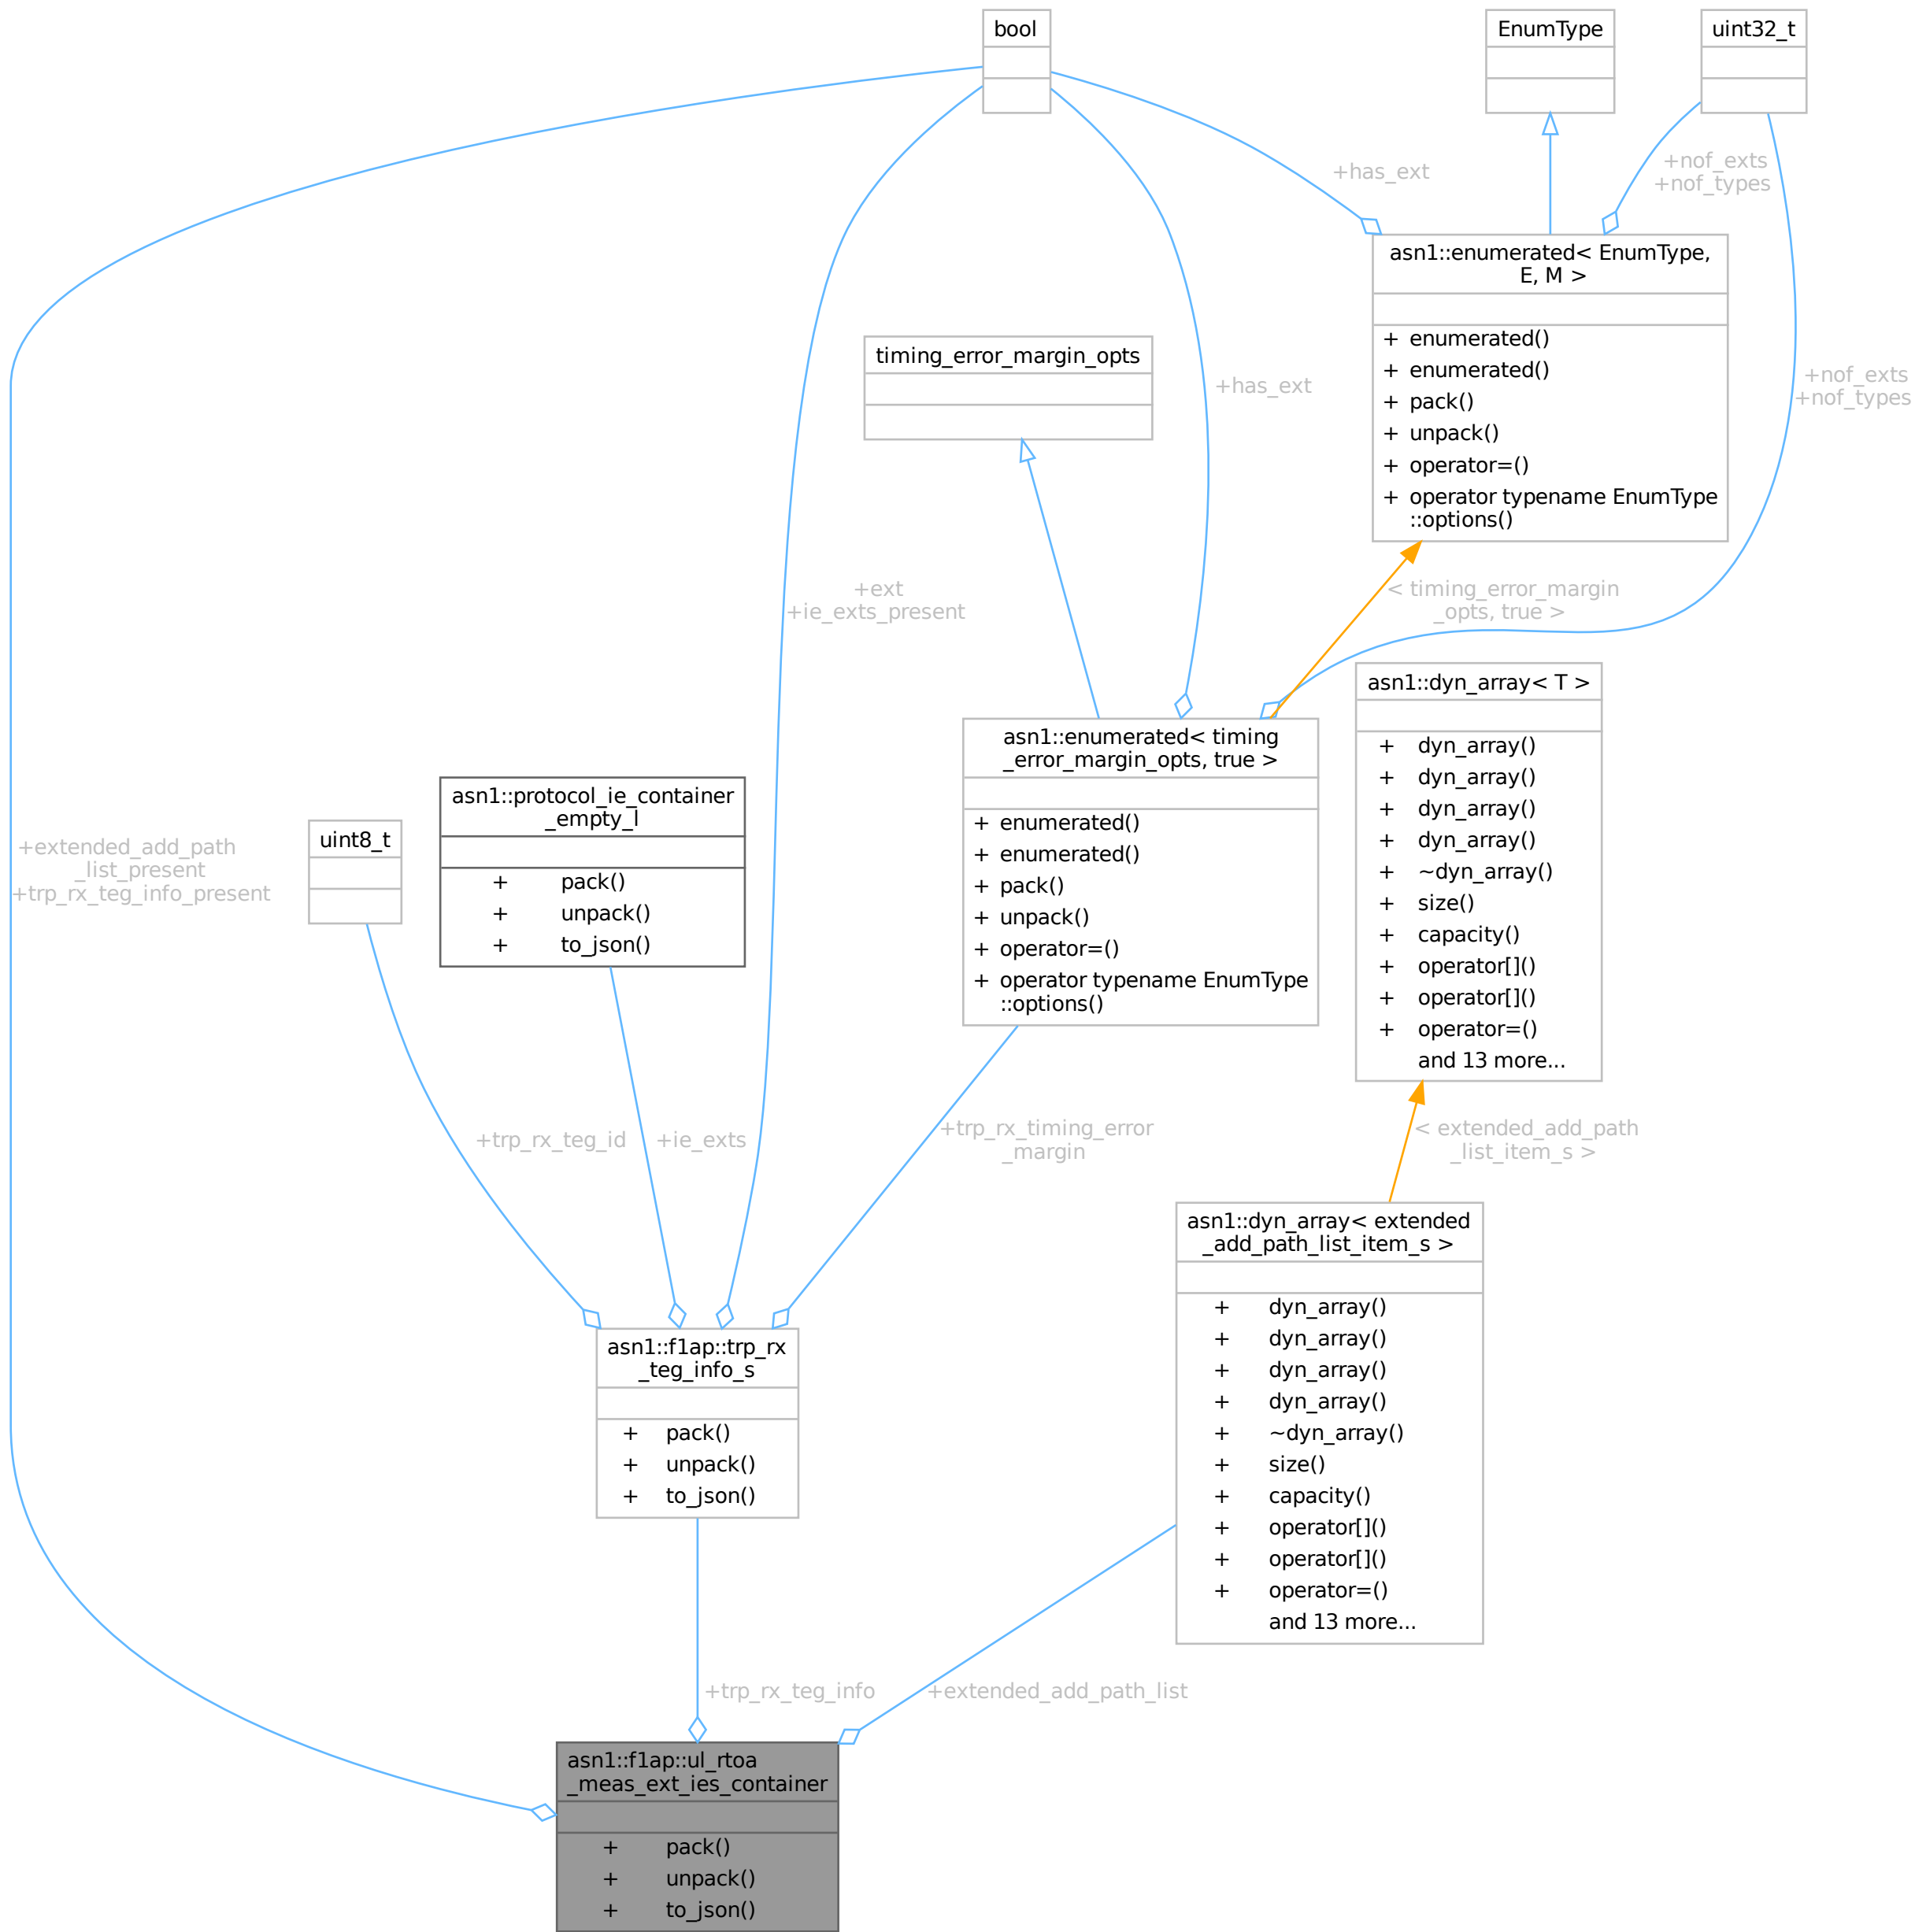 bool
EnumType
uint32_t
+has_ext
+nof_exts
+nof_types
asn1::enumerated< EnumType,
E, M >
+ enumerated()
+ enumerated()
+ pack()
+ unpack()
+ operator=()
+ operator typename EnumType
::options()
timing_error_margin_opts
+has_ext
+nof_exts
+nof_types
+ext
+ie_exts_present
< timing_error_margin
_opts, true >
asn1::dyn_array< T >
+ dyn_array()
+ dyn_array()
+ dyn_array()
+ dyn_array()
+ ~dyn_array()
+ size()
+ capacity()
+ operator[]()
+ operator[]()
+ operator=()
and 13 more...
asn1::enumerated< timing
_error_margin_opts, true >
+ enumerated()
+ enumerated()
+ pack()
+ unpack()
+ operator=()
+ operator typename EnumType
::options()
asn1::protocol_ie_container
_empty_l
+ pack()
+ unpack()
+ to_json()
uint8_t
+extended_add_path
_list_present
+trp_rx_teg_info_present
+trp_rx_teg_id
+ie_exts
+trp_rx_timing_error
_margin
< extended_add_path
_list_item_s >
asn1::dyn_array< extended
_add_path_list_item_s >
+ dyn_array()
+ dyn_array()
+ dyn_array()
+ dyn_array()
+ ~dyn_array()
+ size()
+ capacity()
+ operator[]()
+ operator[]()
+ operator=()
and 13 more...
asn1::f1ap::trp_rx
_teg_info_s
+ pack()
+ unpack()
+ to_json()
+trp_rx_teg_info
+extended_add_path_list
asn1::f1ap::ul_rtoa
_meas_ext_ies_container
+ pack()
+ unpack()
+ to_json()